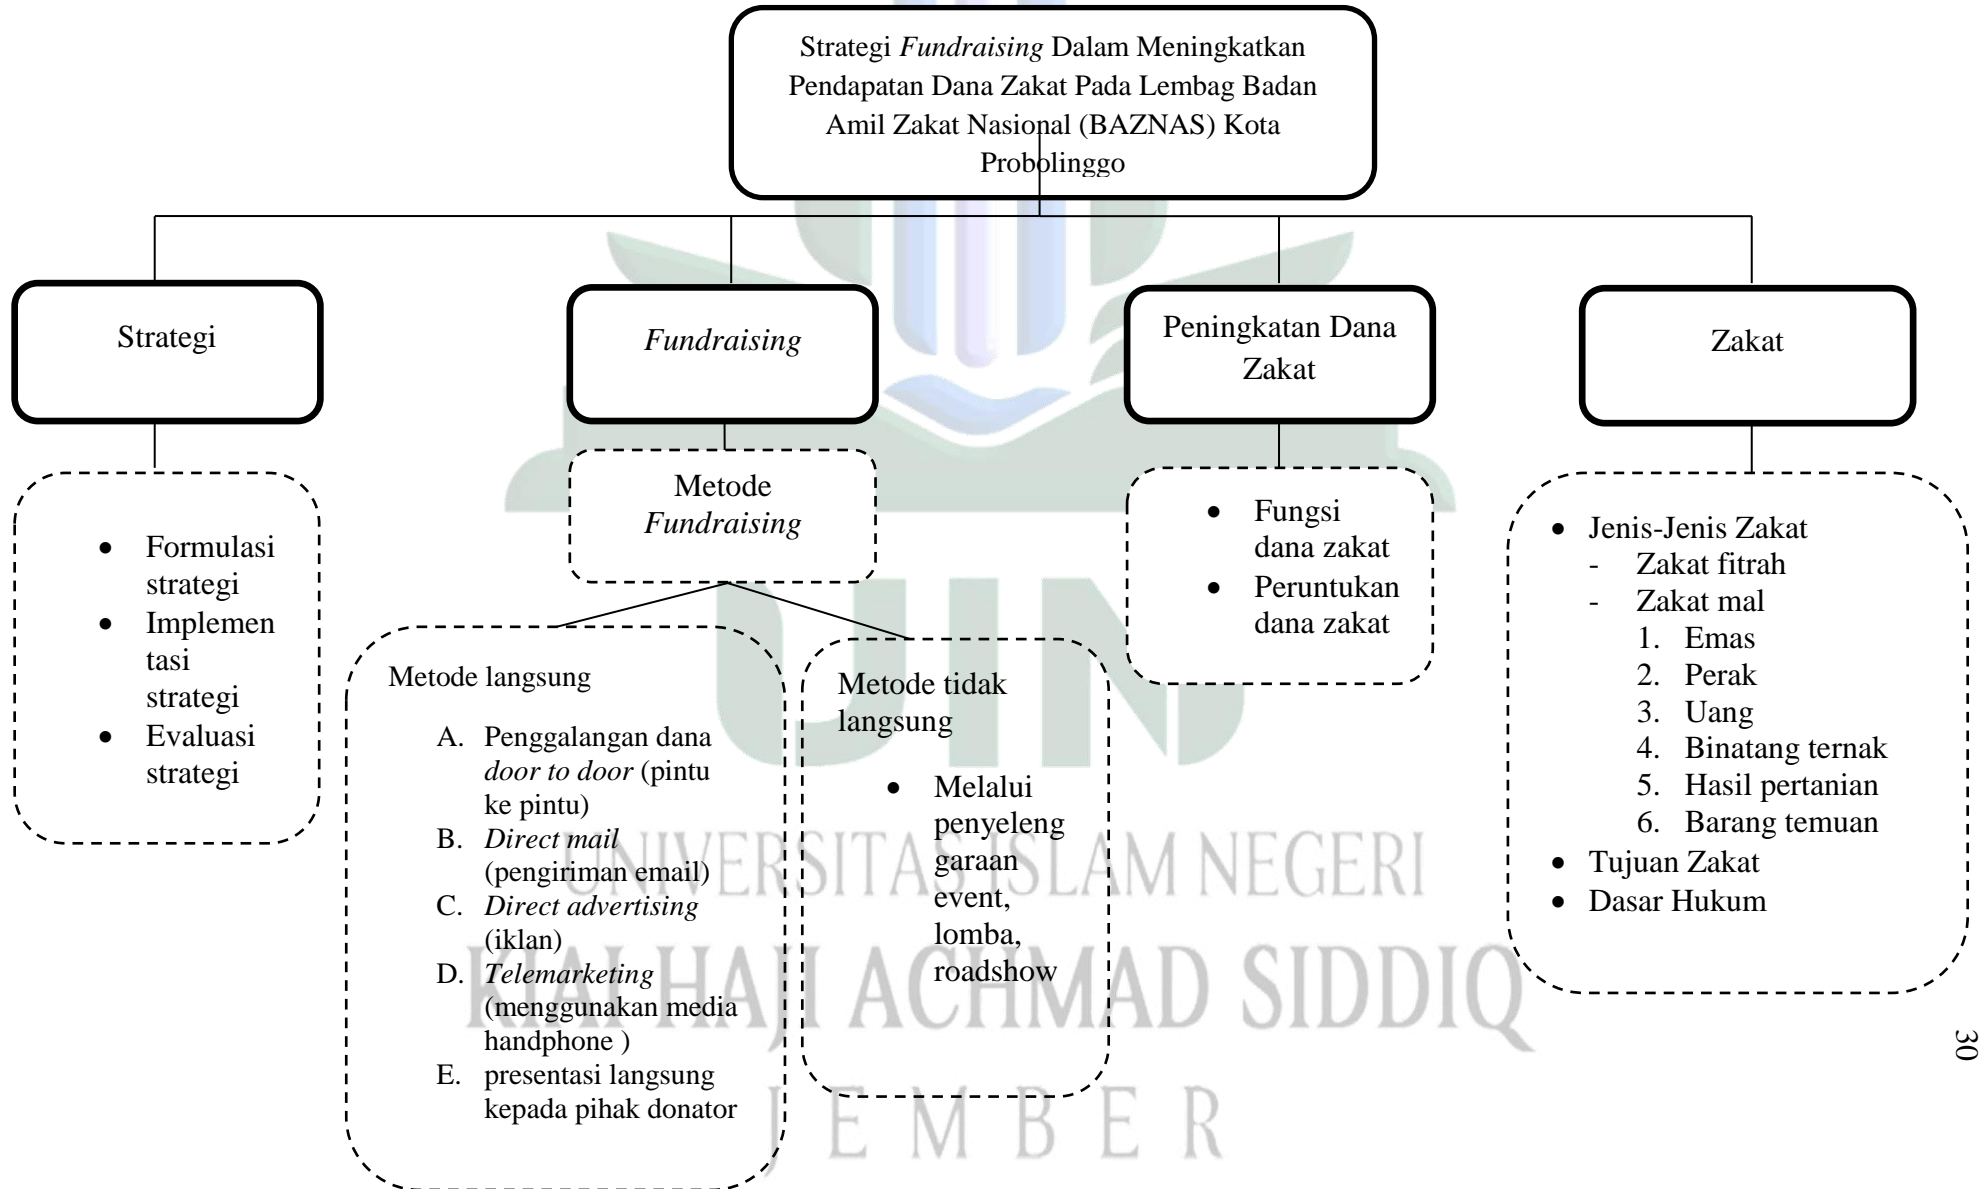 Strategi Fundraising Dalam Meningkatkan
Pendapatan Dana Zakat Pada Lembag Badan
Amil Zakat Nasional (BAZNAS) Kota
Probolinggo
Strategi
Fundraising
Peningkatan Dana
Zakat
Zakat
• Formulasi
strategi
• Implemen
tasi
strategi
• Evaluasi
strategi
Metode
Fundraising
Metode langsung
A. Penggalangan dana
door to door (pintu
ke pintu)
B. Direct mail
(pengiriman email)
C. Direct advertising
(iklan)
D. Telemarketing
(menggunakan media
handphone )
E. presentasi langsung
kepada pihak donator
Metode tidak
langsung
• Melalui
penyeleng
garaan
event,
lomba,
roadshow
• Fungsi
dana zakat
• Peruntukan
dana zakat
• Jenis-Jenis Zakat
- Zakat fitrah
- Zakat mal
1. Emas
2. Perak
3. Uang
4. Binatang ternak
5. Hasil pertanian
6. Barang temuan
• Tujuan Zakat
• Dasar Hukum
30
UIN
UNIVERSITAS ISLAM NEGERI
KIAI HAJI ACHMAD SIDDIQ
JEMBER